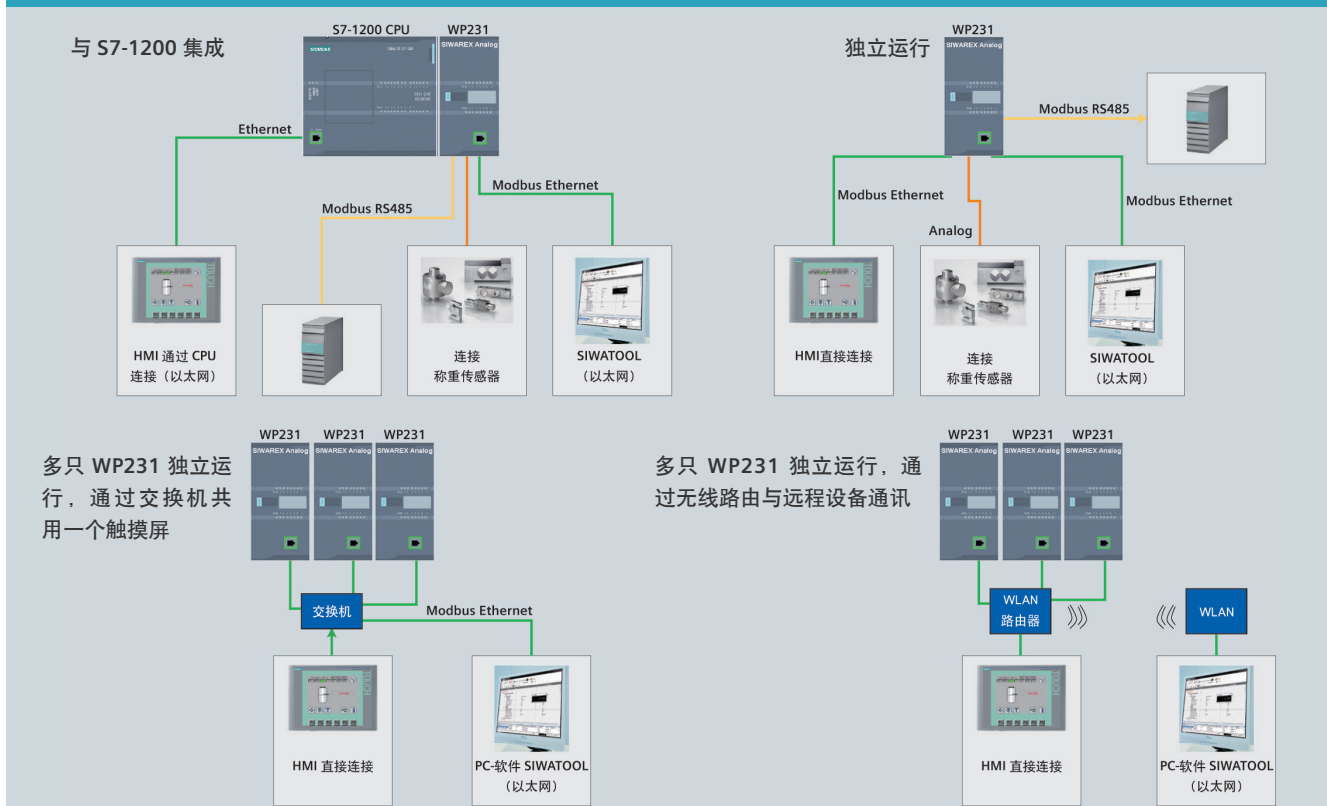 与 S7-1200 集成
S7-1200 CPU
WP231
SIEMENS
SIWAREX Analog
Ethernet
Modbus RS485
Modbus Ethernet
TOUCH
HMI 通过 CPU
连接（以太网）
连接
称重传感器
SIWATOOL
（以太网）
独立运行
WP231
SIWAREX Analog
Modbus RS485
Modbus Ethernet
Analog
Modbus Ethernet
TOUCH
HMI直接连接
连接
称重传感器
SIWATOOL
（以太网）
多只 WP231 独立运
行，通过交换机共
用一个触摸屏
WP231 WP231 WP231
SIWAREX Analog SIWAREX Analog SIWAREX Analog
交换机
Modbus Ethernet
TOUCH
HMI 直接连接
PC-软件 SIWATOOL
（以太网）
多只 WP231 独立运行，通
过无线路由与远程设备通讯
WP231 WP231 WP231
SIWAREX Analog SIWAREX Analog SIWAREX Analog
WLAN
路由器
WLAN
TOUCH
HMI 直接连接
PC-软件 SIWATOOL
（以太网）